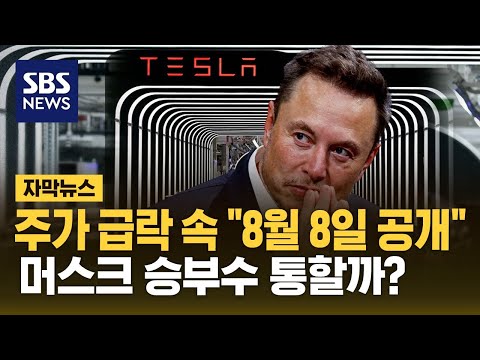 SBS
NEWS
TESLA
자막뉴스
주가 급락 속 "8월 8일 공개"
머스크 승부수 통할까?